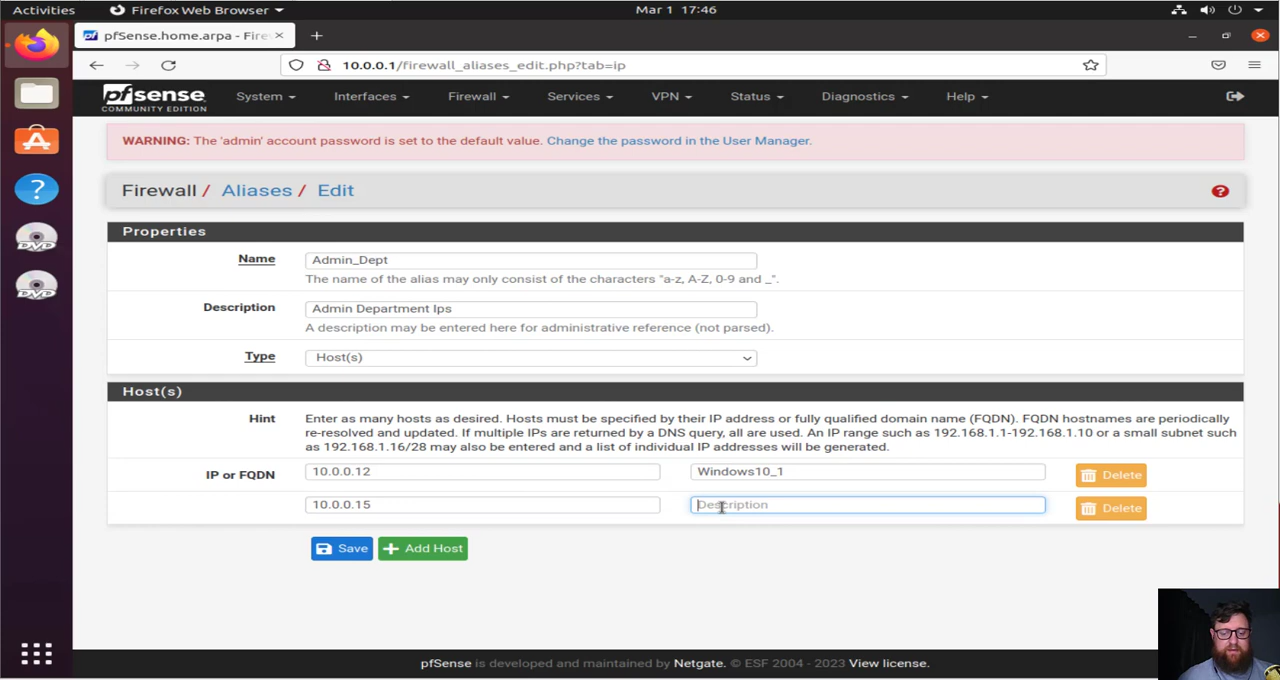 Activities
Firefox Web Browser
Mar 1 17:46
pfSense.home.arpa - Fire
10.0.0.1/firewall_aliases_edit.php?tab=ip
pfsense
COMMUNITY EDITION
System
Interfaces
Firewall
Services
VPN
Status
Diagnostics
Help
WARNING: The 'admin' account password is set to the default value. Change the password in the User Manager.
Firewall / Aliases / Edit
Properties
Name
Admin_Dept
The name of the alias may only consist of the characters "a-z, A-Z, 0-9 and _".
Description
Admin Department Ips
A description may be entered here for administrative reference (not parsed).
Type
Host(s)
Host(s)
Hint
Enter as many hosts as desired. Hosts must be specified by their IP address or fully qualified domain name (FQDN). FQDN hostnames are periodically
re-resolved and updated. If multiple IPs are returned by a DNS query, all are used. An IP range such as 192.168.1.1-192.168.1.10 or a small subnet such
as 192.168.1.16/28 may also be entered and a list of individual IP addresses will be generated.
IP or FQDN
10.0.0.12
Windows10_1
Delete
10.0.0.15
Description
Delete
Save
Add Host
pfSense is developed and maintained by Netgate. © ESF 2004 - 2023 View license.
DVD
DVD